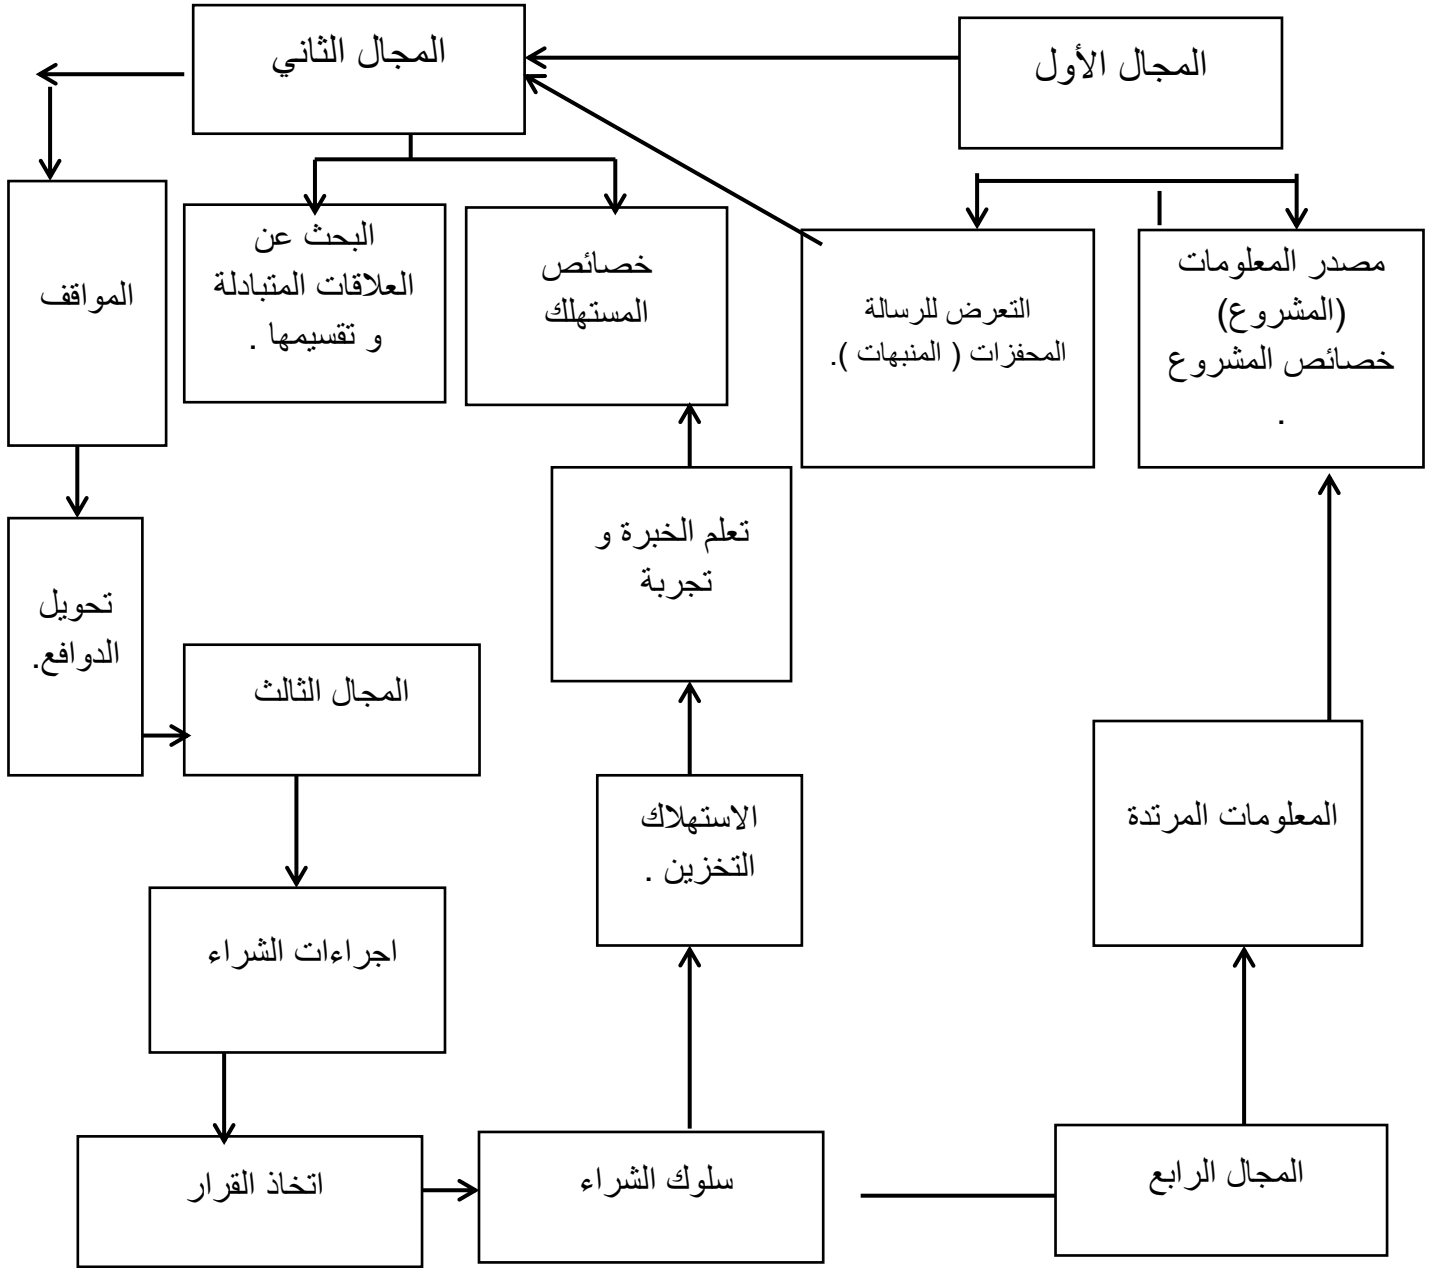 المجال الأول
المجال الثاني
مصدر المعلومات
(المشروع)
خصائص المشروع
.
التعرض للرسالة
المحفزات ( المنبهات ).
خصائص
المستهلك
البحث عن
العلاقات المتبادلة
و تقسيمها .
المواقف
تعلم الخبرة و
تجربة
تحويل
الدوافع.
المجال الثالث
المعلومات المرتدة
الاستهلاك
التخزين .
اجراءات الشراء
المجال الرابع
سلوك الشراء
اتخاذ القرار